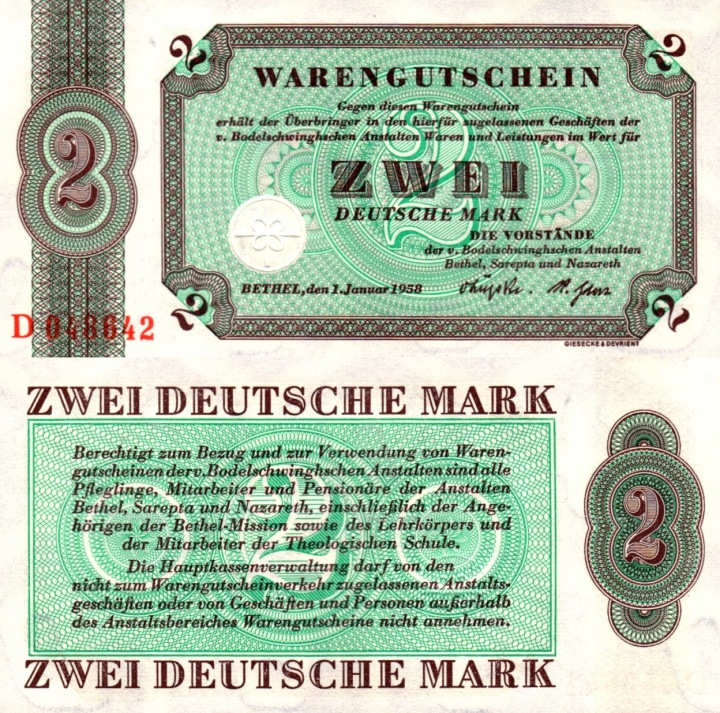 2 2
WARENGUTSCHEIN
Gegen diesen Warengutschein
erhält der Überbringer in den hierfür zugelassenen Geschäften der
v. Bodelschwinghschen Anstalten Waren und Leistungen im Wert für
2
2
ZWEI
DEUTSCHE MARK
DIE VORSTÄNDE
der v. Bodelschwinghschen Anstalten
Bethel, Sarepta und Nazareth
BETHEL, den 1. Januar 1958
2 2
D 048642
GIESECKE & DEVRIENT
ZWEI DEUTSCHE MARK
Berechtigt zum Bezug und zur Verwendung von Waren-
gutscheinen der v. Bodelschwinghschen Anstalten sind alle
Pfleglinge, Mitarbeiter und Pensionäre der Anstalten
Bethel, Sarepta und Nazareth, einschließlich der Ange-
hörigen der Bethel-Mission sowie des Lehrkörpers und
der Mitarbeiter der Theologischen Schule.
Die Hauptkassenverwaltung darf von den
nicht zum Warengutscheinverkehr zugelassenen Anstalts-
geschäften oder von Geschäften und Personen außerhalb
des Anstaltsbereiches Warengutscheine nicht annehmen.
2
2
ZWEI DEUTSCHE MARK